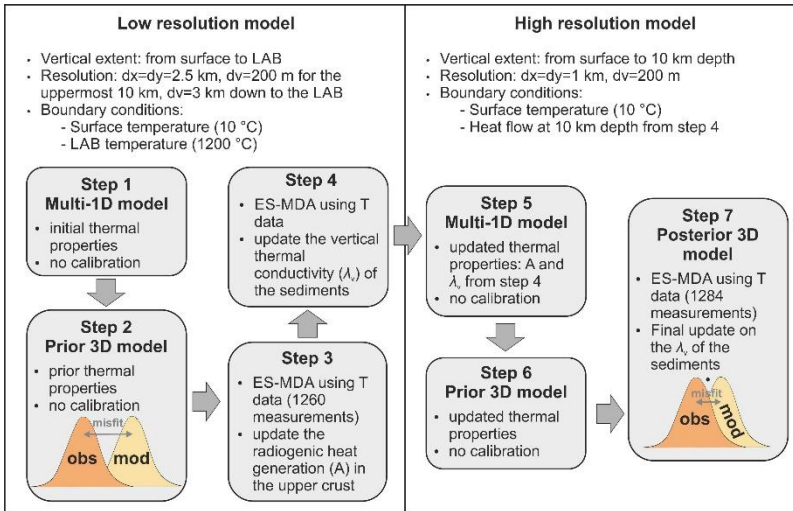 Low resolution model
• Vertical extent: from surface to LAB
• Resolution: dx=dy=2.5 km, dv=200 m for the
uppermost 10 km, dv=3 km down to the LAB
• Boundary conditions:
- Surface temperature (10 °C)
- LAB temperature (1200 °C)
Step 1
Multi-1D model
• initial thermal
properties
• no calibration
Step 2
Prior 3D model
• prior thermal
properties
• no calibration
misfit
obs
mod
Step 3
• ES-MDA using T
data (1260
measurements)
• update the
radiogenic heat
generation (A) in
the upper crust
Step 4
• ES-MDA using T
data
• update the vertical
thermal
conductivity (λᵥ) of
the sediments
High resolution model
• Vertical extent: from surface to 10 km depth
• Resolution: dx=dy=1 km, dv=200 m
• Boundary conditions:
- Surface temperature (10 °C)
- Heat flow at 10 km depth from step 4
Step 5
Multi-1D model
• updated thermal
properties: A and
λᵥ from step 4
• no calibration
Step 6
Prior 3D model
• updated thermal
properties
• no calibration
Step 7
Posterior 3D
model
• ES-MDA using T
data (1284
measurements)
• Final update on
the λᵥ of the
sediments
misfit
obs
mod